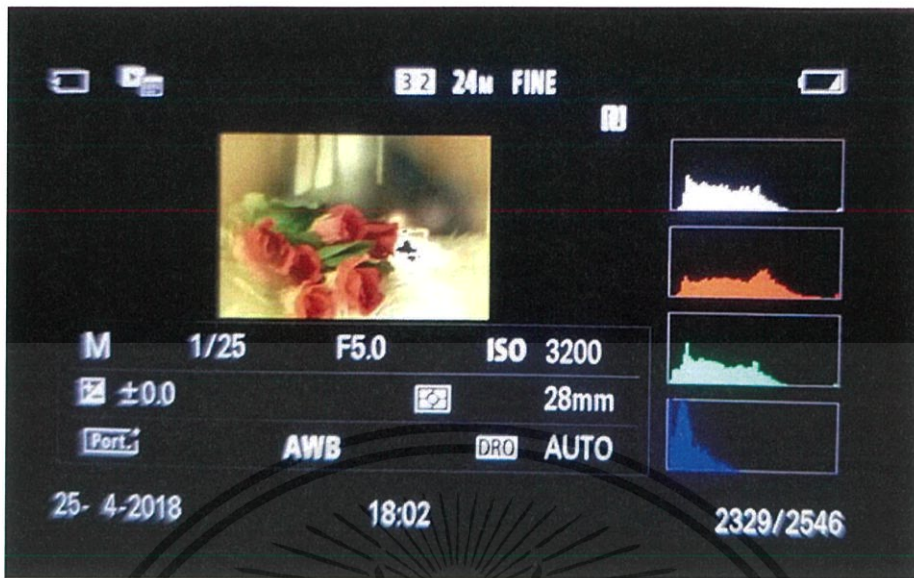 3:2 24M FINE
M 1/25 F5.0 ISO 3200
±0.0 28mm
Port. AWB DRO AUTO
25- 4-2018 18:02 2329/2546